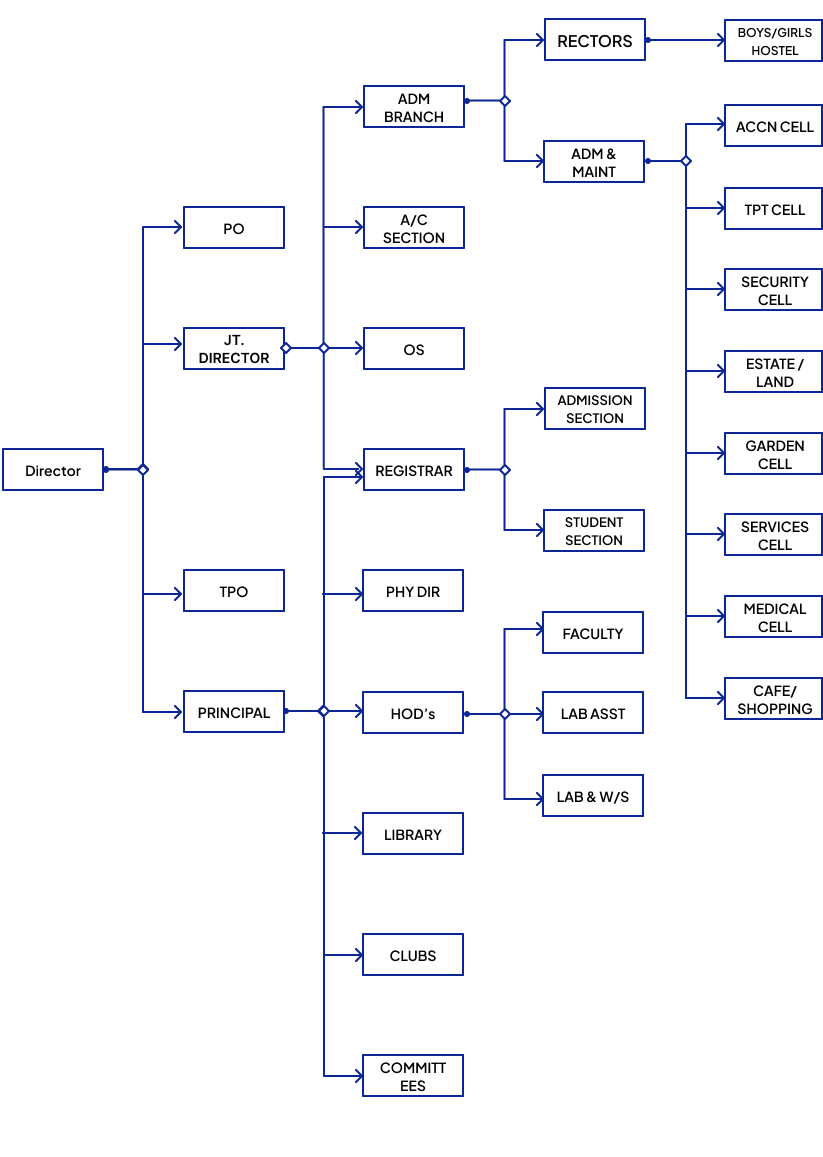 RECTORS
BOYS/GIRLS
HOSTEL
ADM
BRANCH
ACCN CELL
ADM &
MAINT
TPT CELL
PO
A/C
SECTION
SECURITY
CELL
JT.
DIRECTOR
OS
ESTATE /
LAND
ADMISSION
SECTION
Director
REGISTRAR
GARDEN
CELL
STUDENT
SECTION
SERVICES
CELL
TPO
PHY DIR
MEDICAL
CELL
FACULTY
PRINCIPAL
HOD's
LAB ASST
CAFE/
SHOPPING
LAB & W/S
LIBRARY
CLUBS
COMMITT
EES